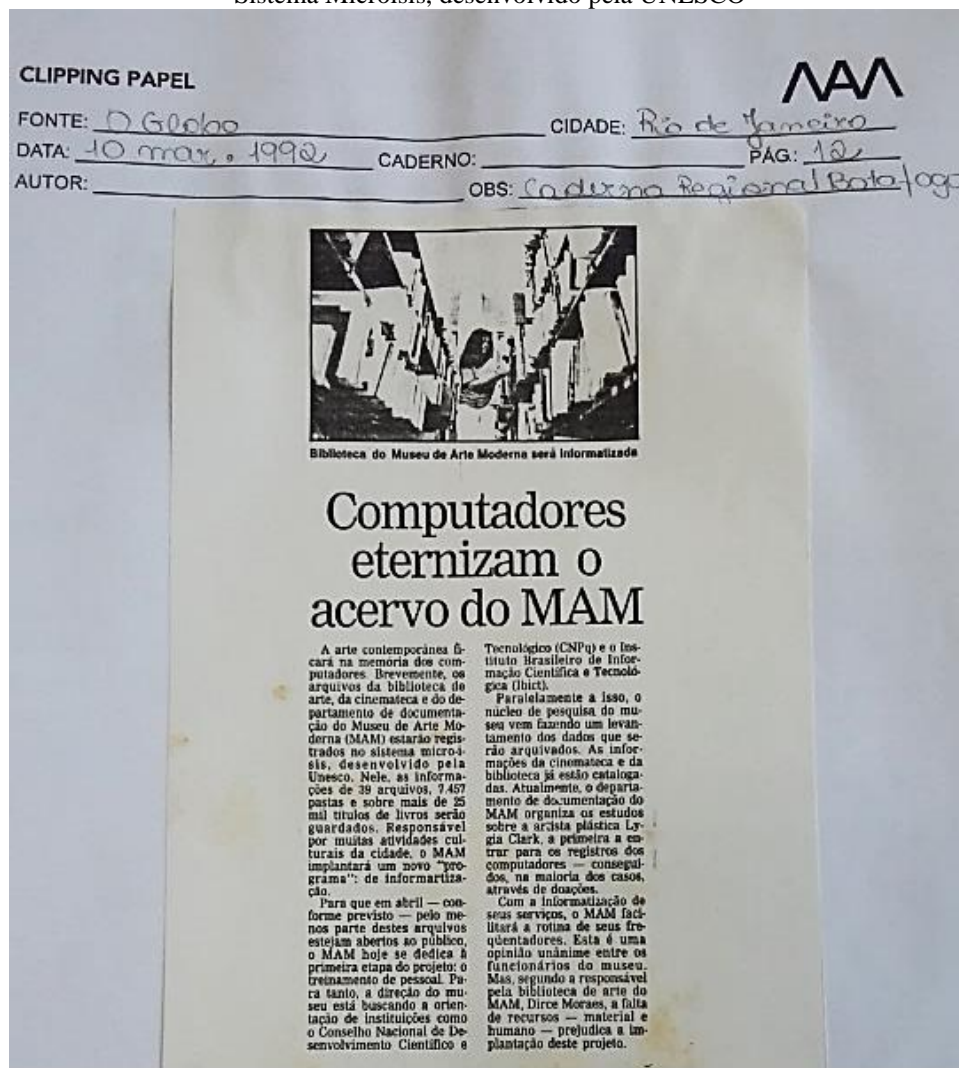 Sistema Microisis, desenvolvido pela UNESCO
CLIPPING PAPEL
MAM
FONTE: O Globo
CIDADE: Rio de Janeiro
DATA: 10 mar. 1992
CADERNO:
PÁG: 12
AUTOR:
OBS: Caderno Regional Botafogo
Biblioteca do Museu de Arte Moderna será informatizada
Computadores
eternizam o
acervo do MAM
A arte contemporânea fi-
cará na memória dos com-
putadores. Brevemente, os
arquivos da biblioteca de
arte, da cinemateca e do de-
partamento de documenta-
ção do Museu de Arte Mo-
derna (MAM) estarão regis-
trados no sistema micro-i-
sis, desenvolvido pela
Unesco. Nele, as informa-
ções de 39 arquivos, 7.457
pastas e sobre mais de 25
mil títulos de livros serão
guardados. Responsável
por muitas atividades cul-
turais da cidade, o MAM
implantará um novo "pro-
grama": de informartiza-
ção.
Para que em abril — con-
forme previsto — pelo me-
nos parte destes arquivos
estejam abertos ao público,
o MAM hoje se dedica à
primeira etapa do projeto: o
treinamento de pessoal. Pa-
ra tanto, a direção do mu-
seu está buscando a orien-
tação de instituições como
o Conselho Nacional de De-
senvolvimento Científico e
Tecnológico (CNPq) e o Ins-
tituto Brasileiro de Infor-
mação Científica e Tecnoló-
gica (Ibict).
Paralelamente a isso, o
núcleo de pesquisa do mu-
seu vem fazendo um levan-
tamento dos dados que se-
rão arquivados. As infor-
mações da cinemateca e da
biblioteca já estão cataloga-
das. Atualmente, o departa-
mento de documentação do
MAM organiza os estudos
sobre a artista plástica Ly-
gia Clark, a primeira a en-
trar para os registros dos
computadores — consegui-
dos, na maioria dos casos,
através de doações.
Com a informatização de
seus serviços, o MAM faci-
litará a rotina de seus fre-
qüentadores. Esta é uma
opinião unânime entre os
funcionários do museu.
Mas, segundo a responsável
pela biblioteca de arte do
MAM, Dirce Moraes, a falta
de recursos — material e
humano — prejudica a im-
plantação deste projeto.